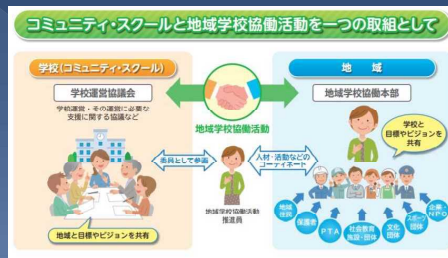 コミュニティ・スクールと地域学校協働活動を一つの取組として
学校(コミュニティ・スクール)
学校運営協議会
学校運営・その運営に必要な
支援に関する協議など
地域と目標やビジョンを共有
地域学校協働活動
委員として参画
地域学校協働活動
推進員
人材・活動などの
コーディネート
地域
地域学校協働本部
学校と
目標やビジョンを
共有
地域
住民
保護者
PTA
社会教育
施設・団体
文化
団体
スポーツ
団体
企業・
NPO